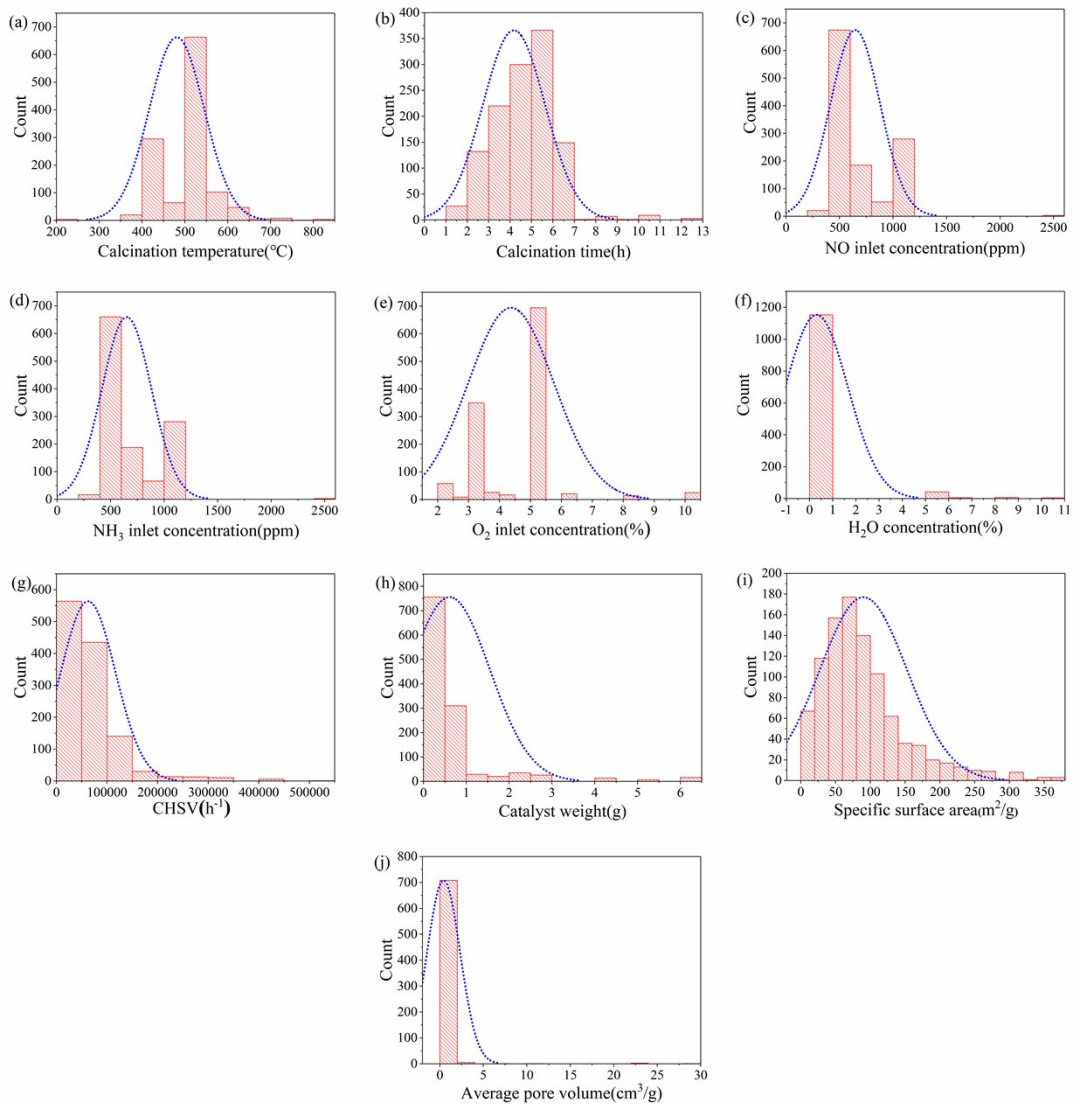 (a)
700
600
500
400
300
200
100
0
Count
200 300 400 500 600 700 800
Calcination temperature(°C)
(b)
400
350
300
250
200
150
100
50
0
Count
0 1 2 3 4 5 6 7 8 9 10 11 12 13
Calcination time(h)
(c)
700
600
500
400
300
200
100
0
Count
0 500 1000 1500 2000 2500
NO inlet concentration(ppm)
(d)
700
600
500
400
300
200
100
0
Count
0 500 1000 1500 2000 2500
NH₃ inlet concentration(ppm)
(e)
700
600
500
400
300
200
100
0
Count
2 3 4 5 6 7 8 9 10
O₂ inlet concentration(%)
(f)
1200
1000
800
600
400
200
0
Count
-1 0 1 2 3 4 5 6 7 8 9 10 11
H₂O concentration(%)
(g)
600
500
400
300
200
100
0
Count
0 100000 200000 300000 400000 500000
CHSV(h⁻¹)
(h)
800
700
600
500
400
300
200
100
0
Count
0 1 2 3 4 5 6
Catalyst weight(g)
(i)
200
180
160
140
120
100
80
60
40
20
0
Count
0 50 100 150 200 250 300 350
Specific surface area(m²/g)
(j)
800
700
600
500
400
300
200
100
0
Count
0 5 10 15 20 25 30
Average pore volume(cm³/g)